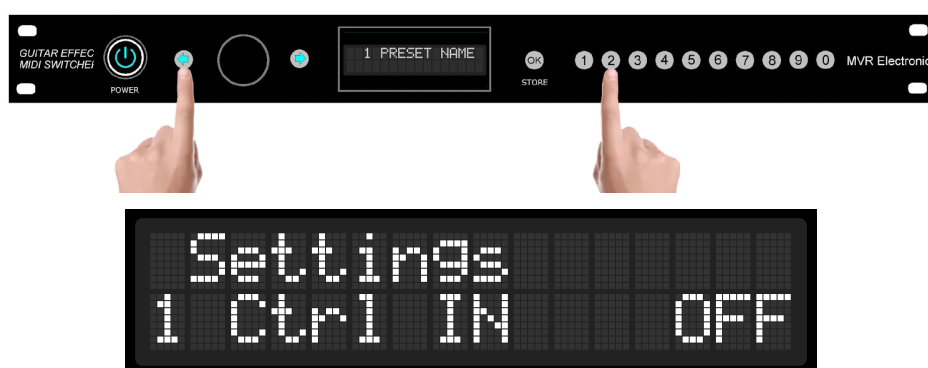 GUITAR EFFEC
MIDI SWITCHE
POWER
1 PRESET NAME
OK
STORE
1 2 3 4 5 6 7 8 9 0
MVR Electronic
Settings
1 Ctrl IN OFF